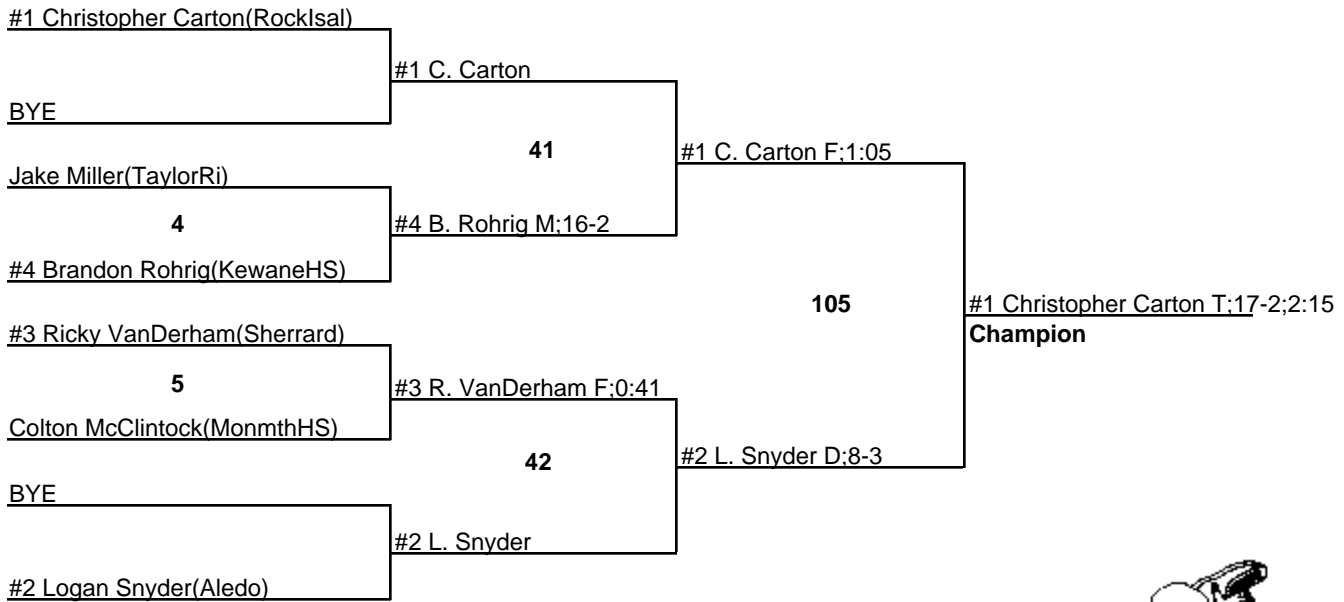 #1 Christopher Carton(RockIsal)
#1 C. Carton
BYE
41
#1 C. Carton F;1:05
Jake Miller(TaylorRi)
4
#4 B. Rohrig M;16-2
#4 Brandon Rohrig(KewaneHS)
105
#1 Christopher Carton T;17-2;2:15
Champion
#3 Ricky VanDerham(Sherrard)
5
#3 R. VanDerham F;0:41
Colton McClintock(MonmthHS)
42
#2 L. Snyder D;8-3
BYE
#2 L. Snyder
#2 Logan Snyder(Aledo)